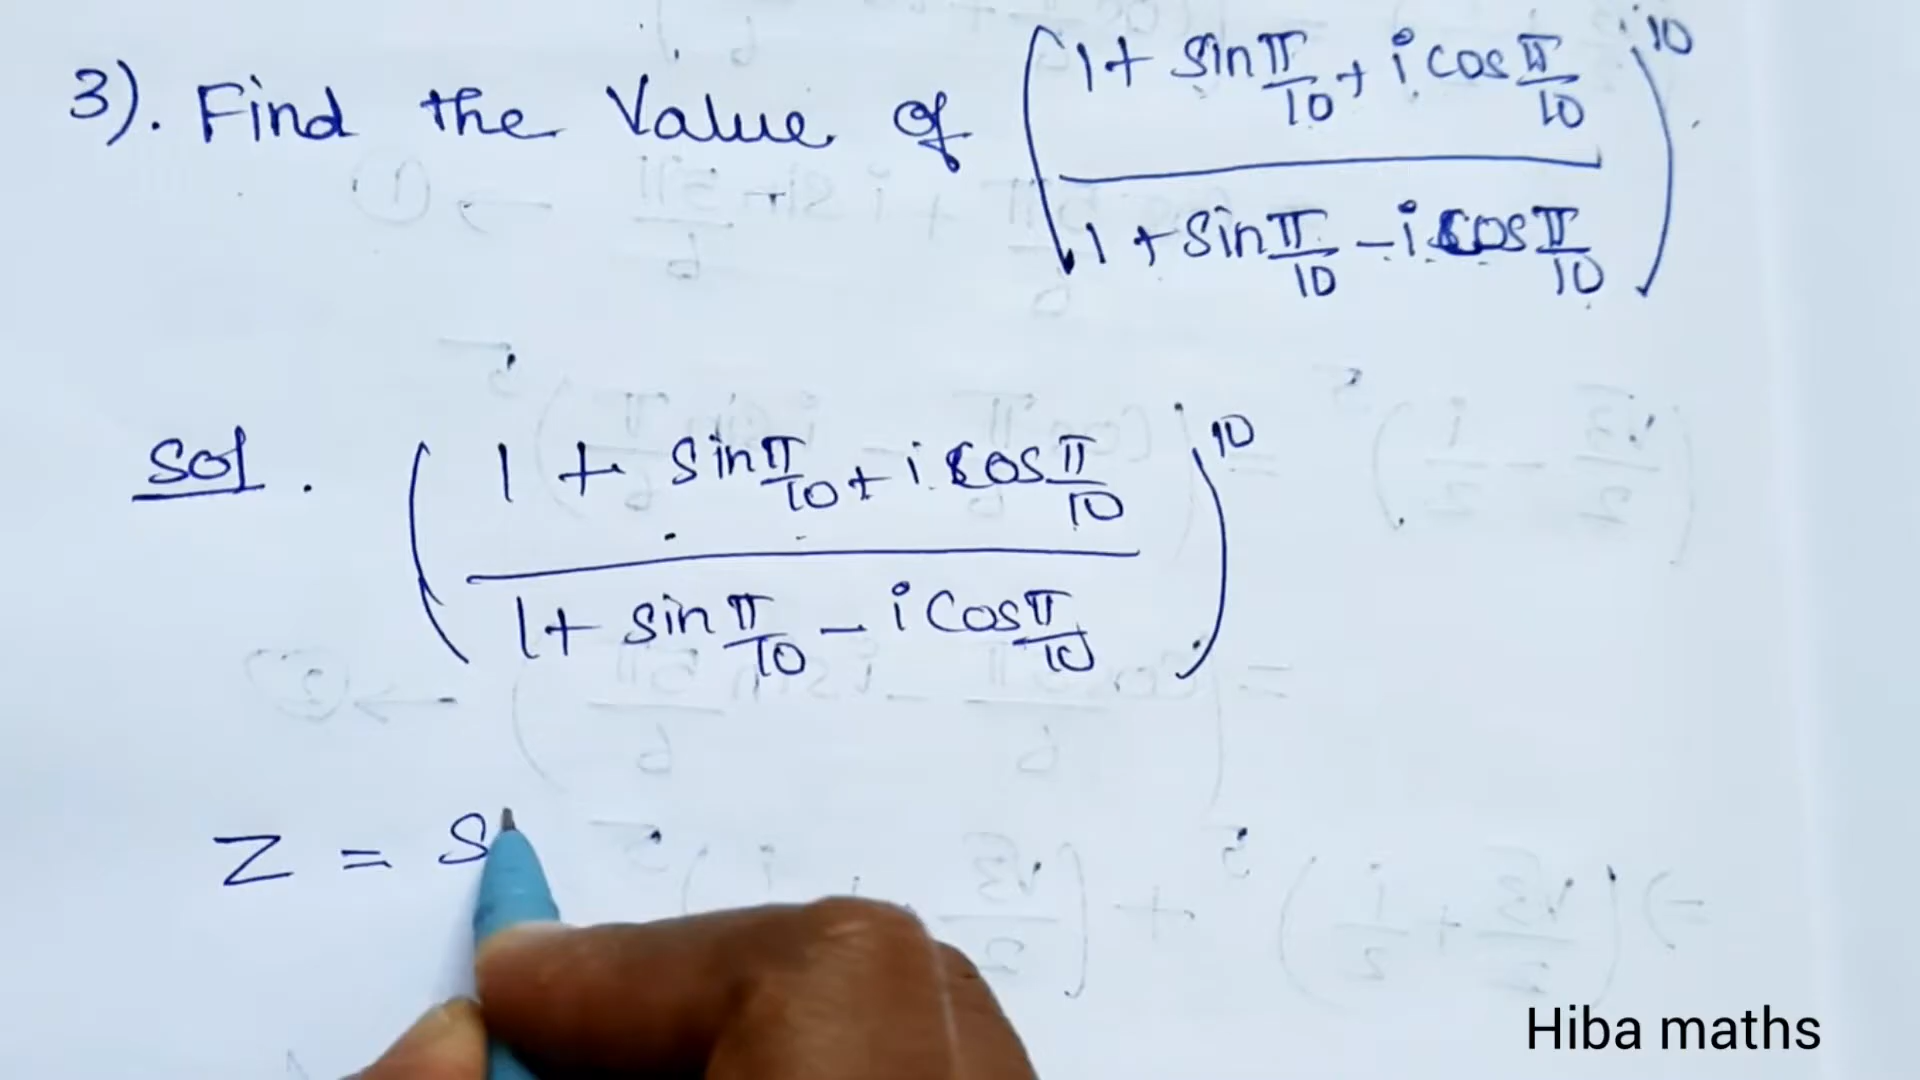 3). Find the Value of (1 + sin π/10 + i cos π/10 / 1 + sin π/10 - i cos π/10)^10
Sol. (1 + sin π/10 + i cos π/10 / 1 + sin π/10 - i cos π/10)^10
Z = S
Hiba maths